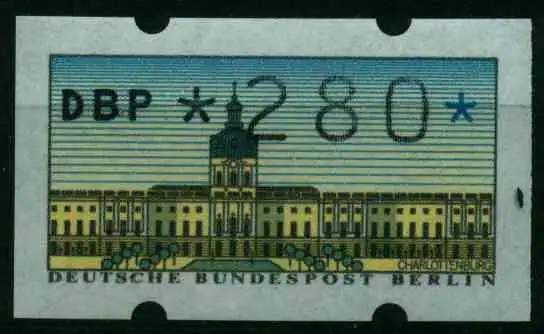 DBP *280*
CHARLOTTENBURG
DEUTSCHE BUNDESPOST BERLIN